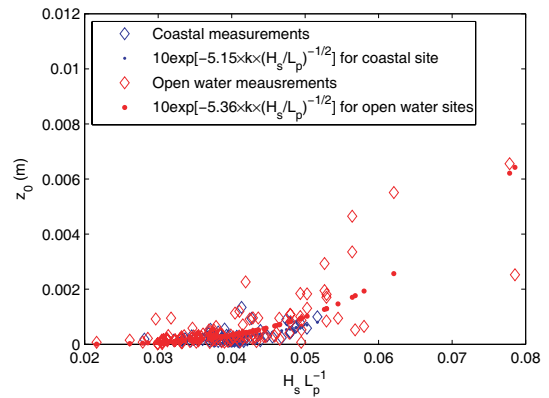 0.012
0.01
0.008
0.006
0.004
0.002
0
z₀ (m)
Coastal measurements
10exp[−5.15×k×(Hₛ/Lₚ)⁻¹/²] for coastal site
Open water meausrements
10exp[−5.36×k×(Hₛ/Lₚ)⁻¹/²] for open water sites
0.02 0.03 0.04 0.05 0.06 0.07 0.08
Hₛ Lₚ⁻¹